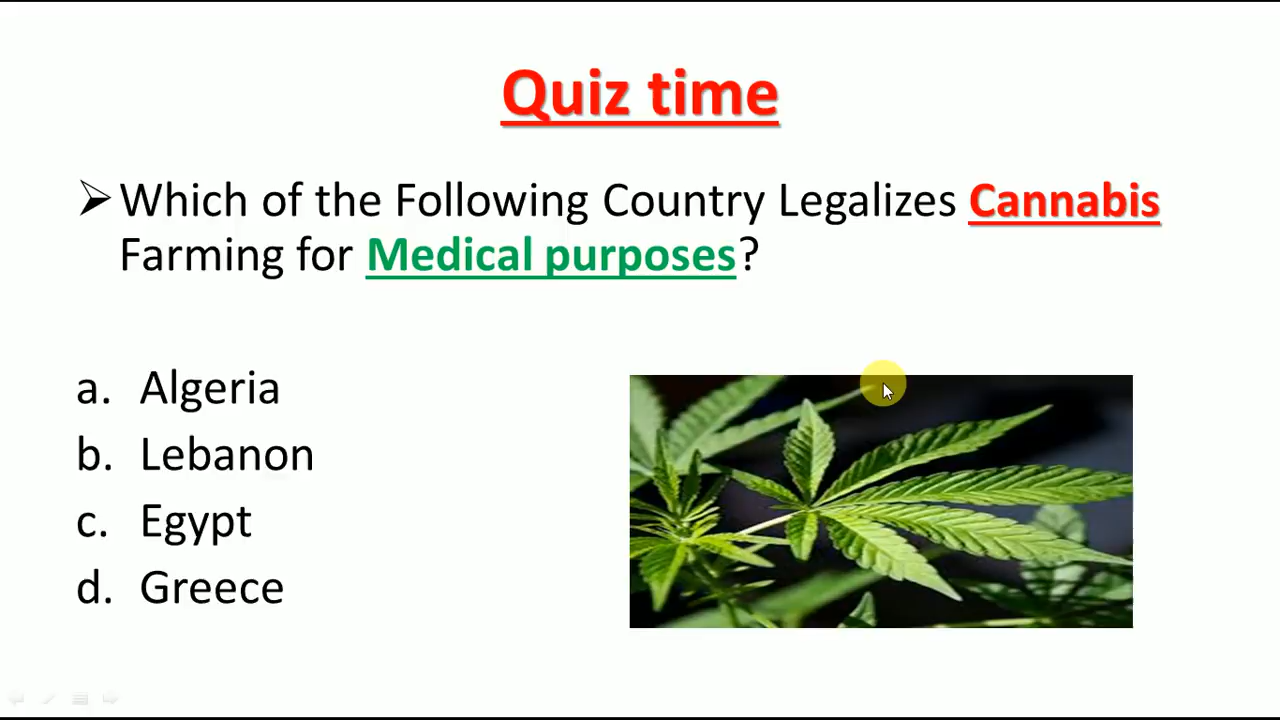 Quiz time
➢Which of the Following Country Legalizes Cannabis
Farming for Medical purposes?
a. Algeria
b. Lebanon
c. Egypt
d. Greece